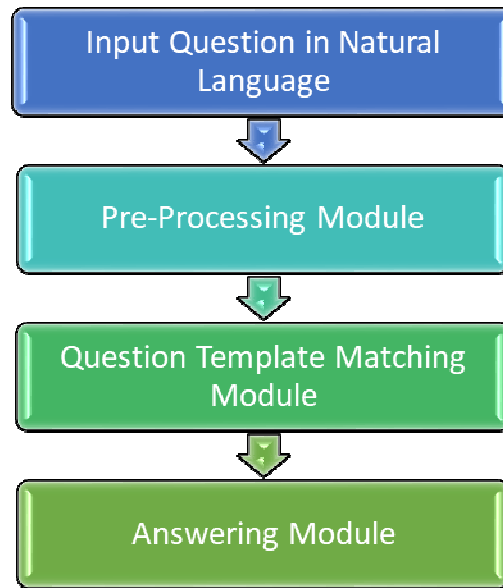 Input Question in Natural
Language
Pre-Processing Module
Question Template Matching
Module
Answering Module